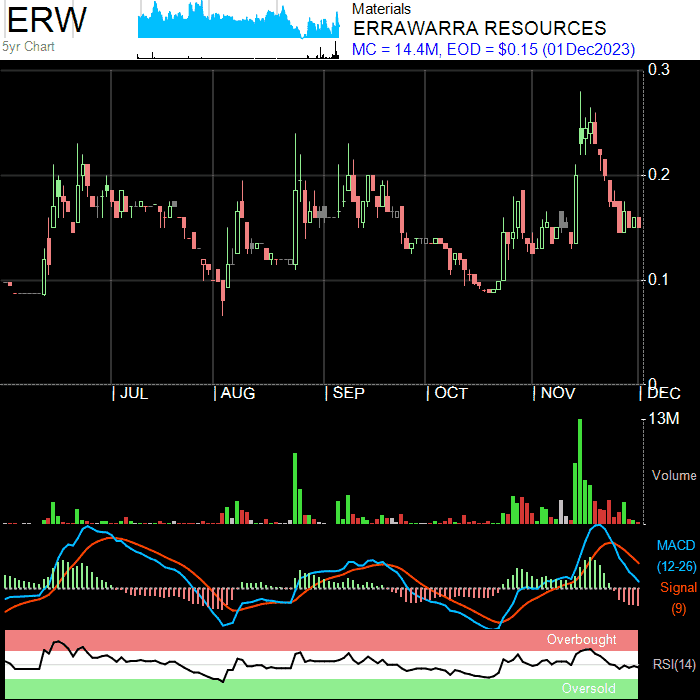 ERW
5yr Chart
Materials
ERRAWARRA RESOURCES
MC = 14.4M, EOD = $0.15 (01Dec2023)
0.3
0.2
0.1
0
JUL
AUG
SEP
OCT
NOV
DEC
13M
Volume
MACD
(12-26)
Signal
(9)
Overbought
RSI(14)
Oversold